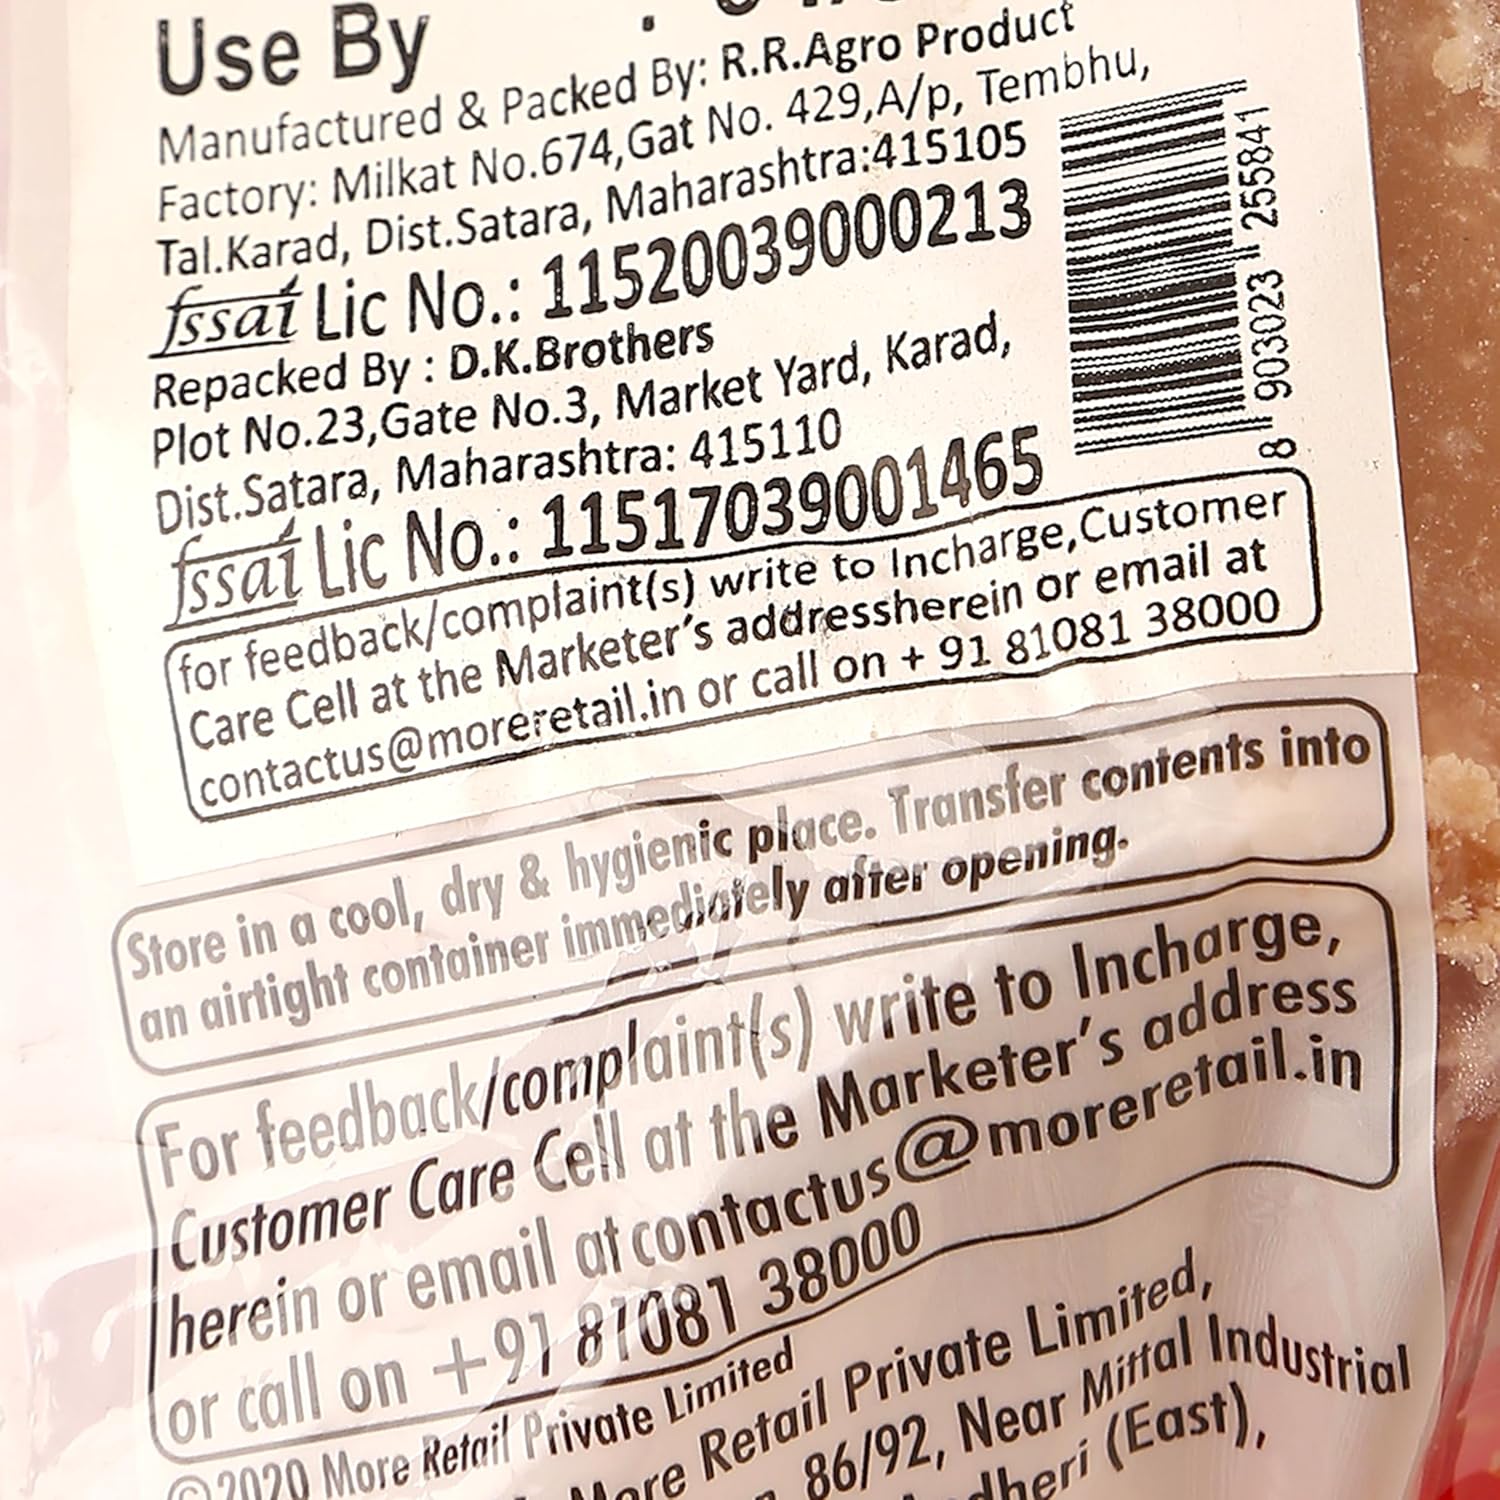 Use By
Manufactured & Packed By: R.R.Agro Product
Factory: Milkat No.674,Gat No. 429,A/p, Tembhu,
Tal.Karad, Dist.Satara, Maharashtra:415105
fssai Lic No.: 11520039000213
Repacked By : D.K.Brothers
Plot No.23,Gate No.3, Market Yard, Karad,
Dist.Satara, Maharashtra: 415110
fssai Lic No.: 11517039001465
8 903023 255841
for feedback/complaint(s) write to Incharge,Customer
Care Cell at the Marketer's addressherein or email at
contactus@moreretail.in or call on + 91 81081 38000
Store in a cool, dry & hygienic place. Transfer contents into
an airtight container immediately after opening.
For feedback/complaint(s) write to Incharge,
Customer Care Cell at the Marketer's address
herein or email at contactus@moreretail.in
or call on +91 81081 38000
©2020 More Retail Private Limited
More Retail Private Limited,
86/92, Near Mittal Industrial
(East),